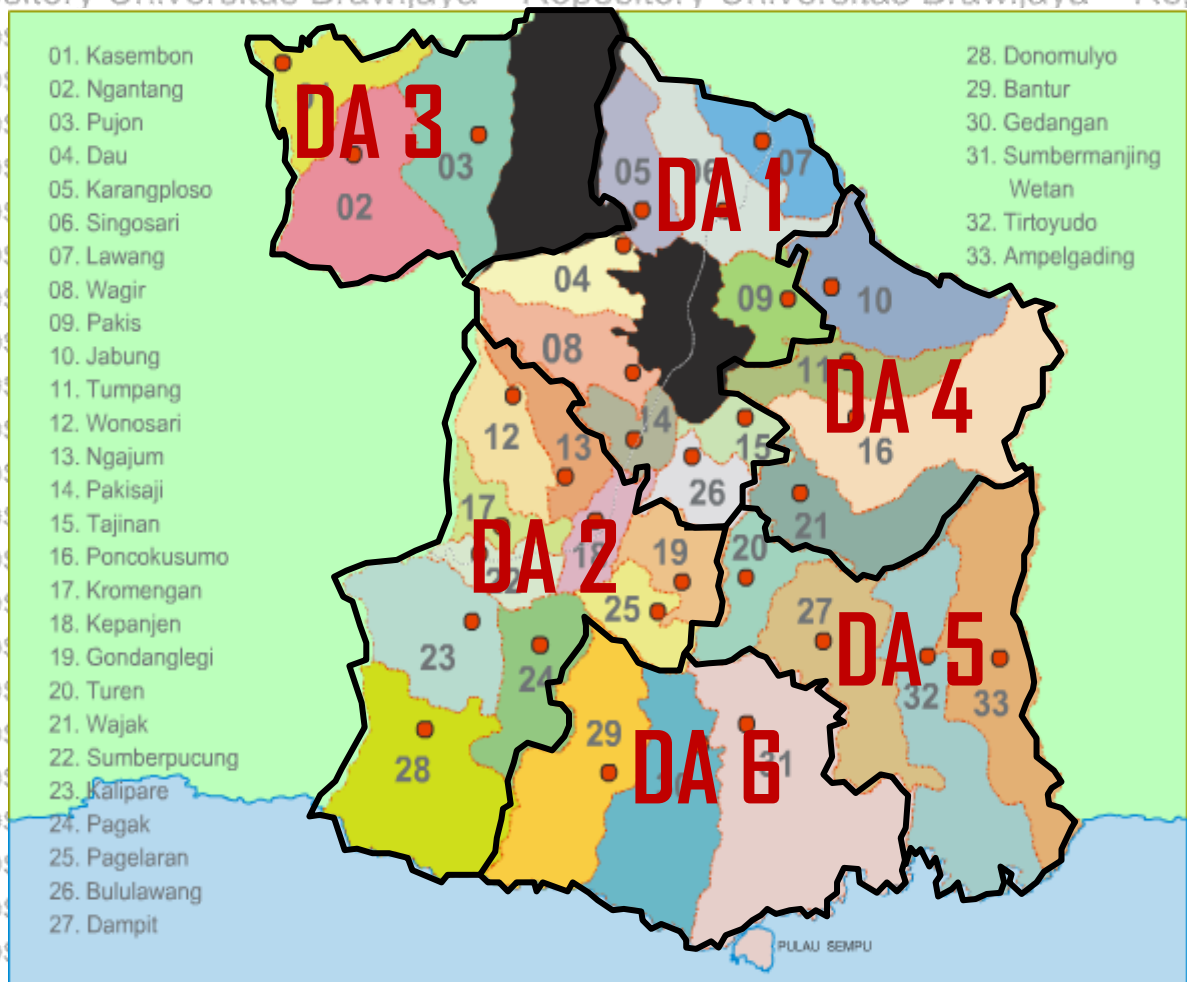 01. Kasembon
02. Ngantang
03. Pujon
04. Dau
05. Karangploso
06. Singosari
07. Lawang
08. Wagir
09. Pakis
10. Jabung
11. Tumpang
12. Wonosari
13. Ngajum
14. Pakisaji
15. Tajinan
16. Poncokusumo
17. Kromengan
18. Kepanjen
19. Gondanglegi
20. Turen
21. Wajak
22. Sumberpucung
23. Kalipare
24. Pagak
25. Pagelaran
26. Bululawang
27. Dampit
28. Donomulyo
29. Bantur
30. Gedangan
31. Sumbermanjing
Wetan
32. Tirtoyudo
33. Ampelgading
DA 3
03
02
05
06
07
DA 1
04
09
10
08
11
DA 4
14
12
13
15
16
26
17
21
DA 2
18
19
20
22
25
27
DA 5
23
24
32
33
29
28
DA 6
31
PULAU SEMPU